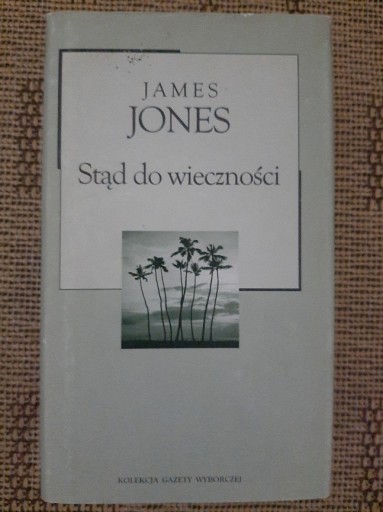 JAMES
JONES
Stąd do wieczności
KOLEKCJA GAZETY WYBORCZEJ